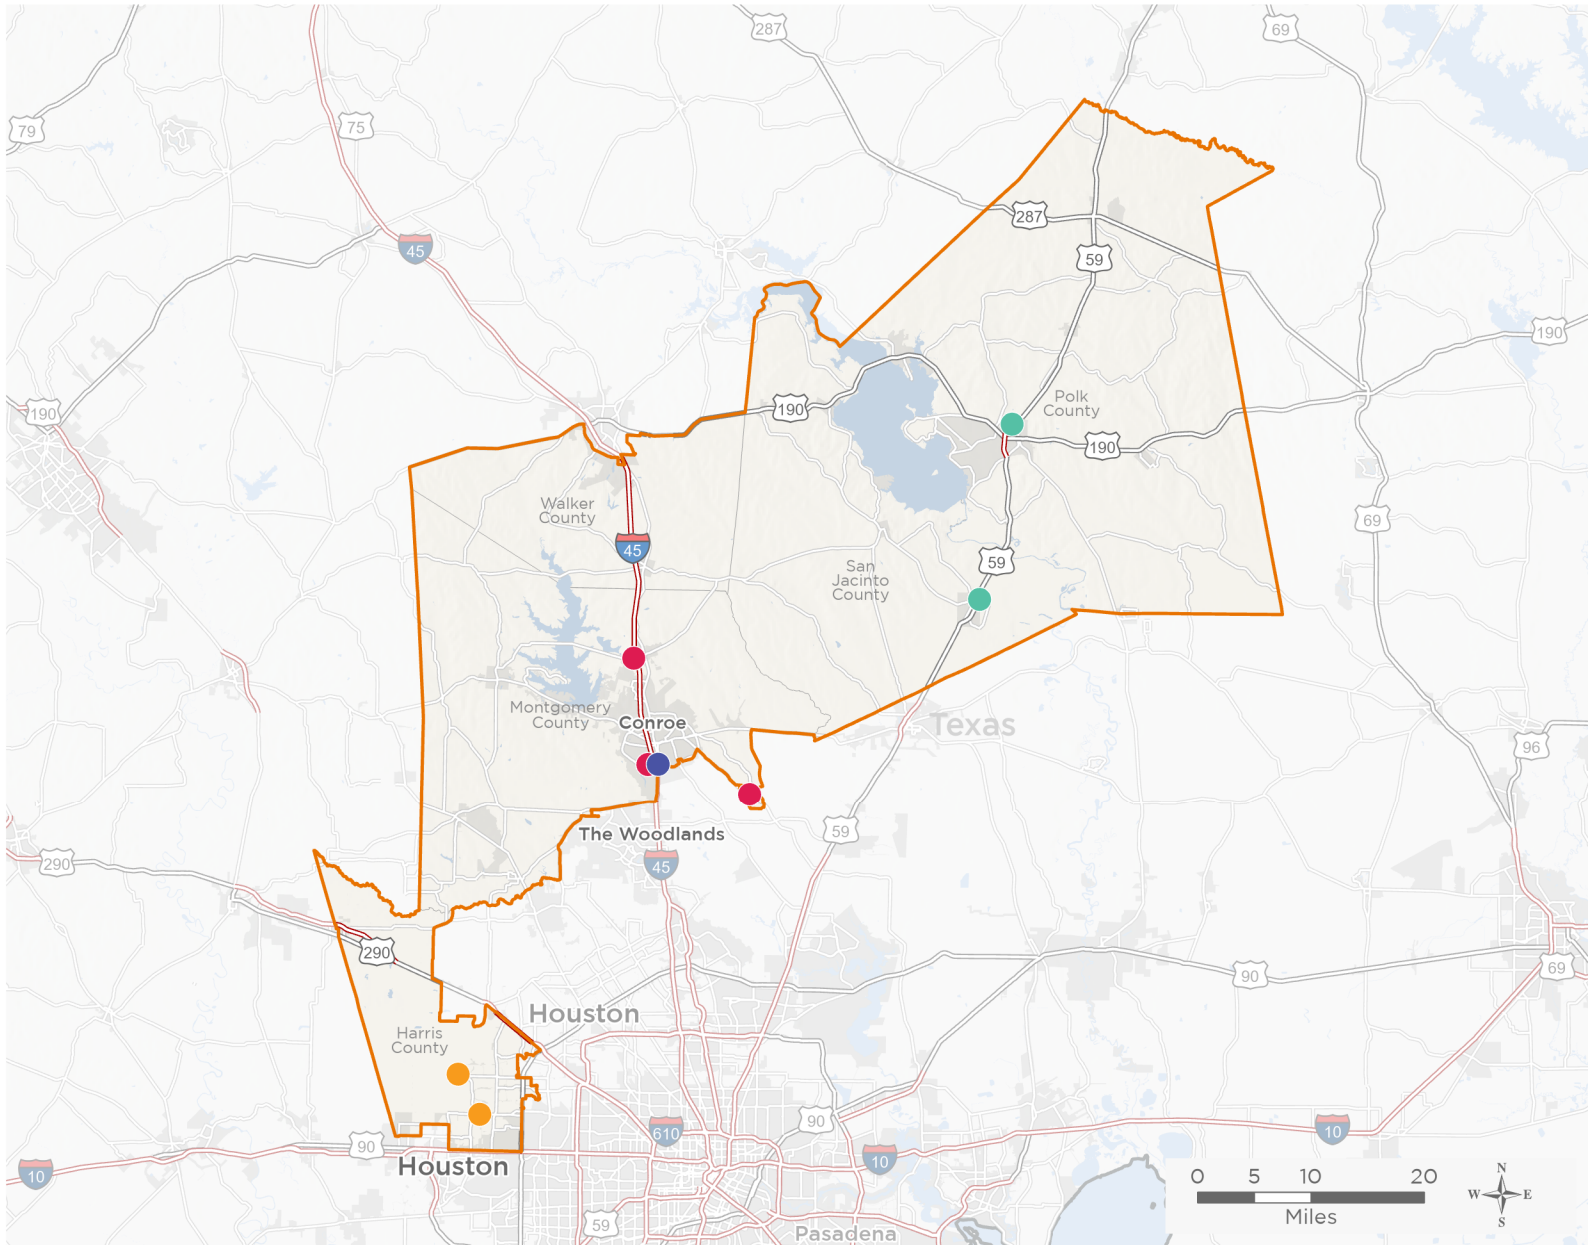 287
69
79
75
287
45
59
190
190
Polk
County
190
190
Walker
County
69
45
59
San
Jacinto
County
Montgomery
County
Conroe
Texas
96
59
The Woodlands
45
290
290
69
90
Houston
Harris
County
90
610
10
90
10
Houston
10
59
Pasadena
0 5 10 20
Miles
N
W E
S